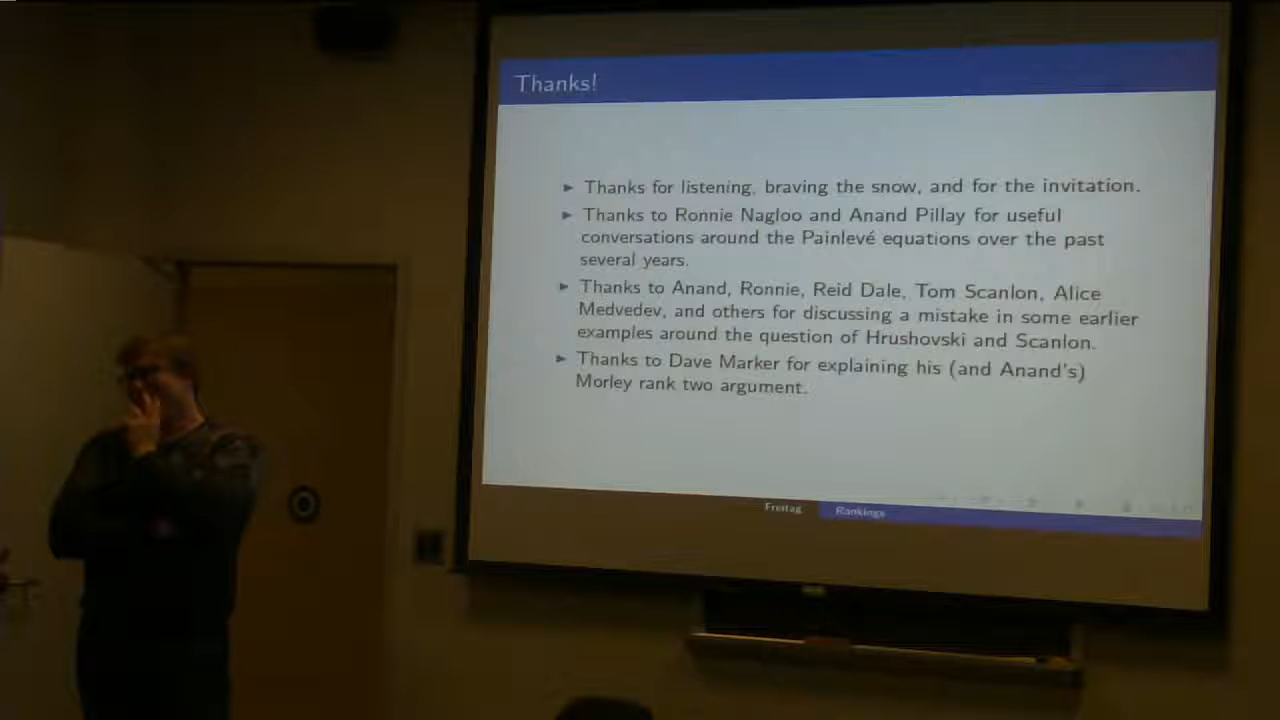 Thanks!
► Thanks for listening, braving the snow, and for the invitation.
► Thanks to Ronnie Nagloo and Anand Pillay for useful
conversations around the Painlevé equations over the past
several years.
► Thanks to Anand, Ronnie, Reid Dale, Tom Scanlon, Alice
Medvedev, and others for discussing a mistake in some earlier
examples around the question of Hrushovski and Scanlon.
► Thanks to Dave Marker for explaining his (and Anand's)
Morley rank two argument.
Freitag Rankings